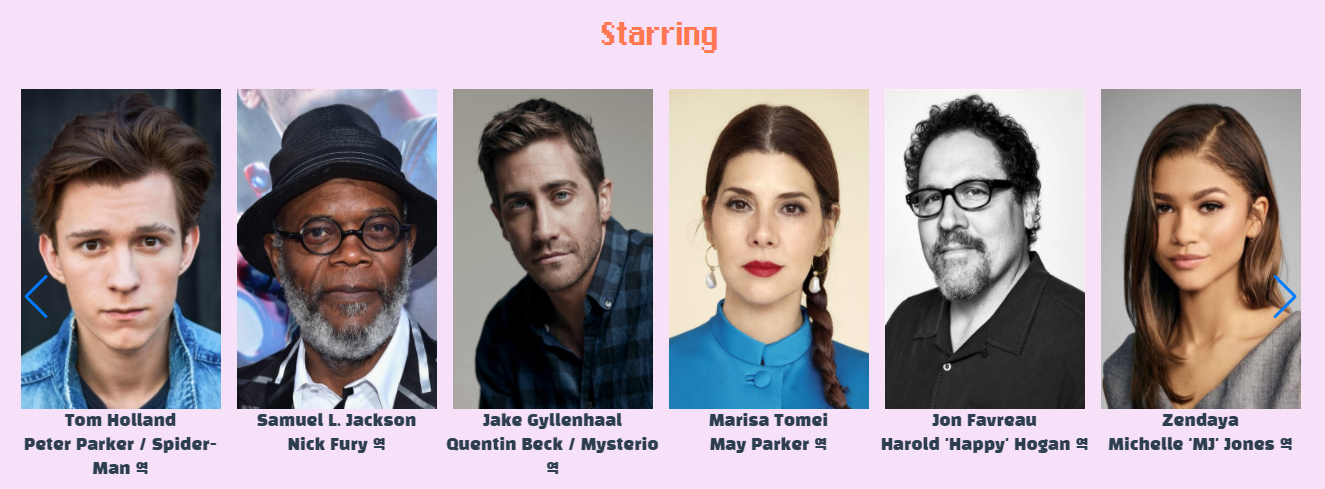 Starring
Tom Holland
Peter Parker / Spider-
Man 역
Samuel L. Jackson
Nick Fury 역
Jake Gyllenhaal
Quentin Beck / Mysterio
역
Marisa Tomei
May Parker 역
Jon Favreau
Harold 'Happy' Hogan 역
Zendaya
Michelle 'MJ' Jones 역